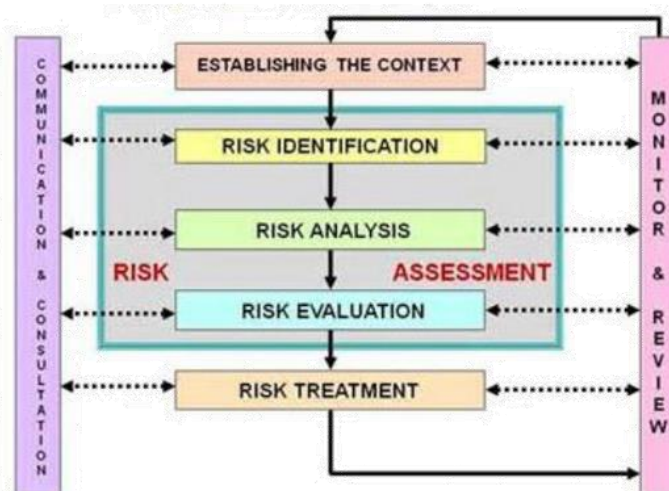 ESTABLISHING THE CONTEXT
COMMUNICATION & CONSULTATION
MONITOR & REVIEW
RISK IDENTIFICATION
RISK ANALYSIS
RISK ASSESSMENT
RISK EVALUATION
RISK TREATMENT